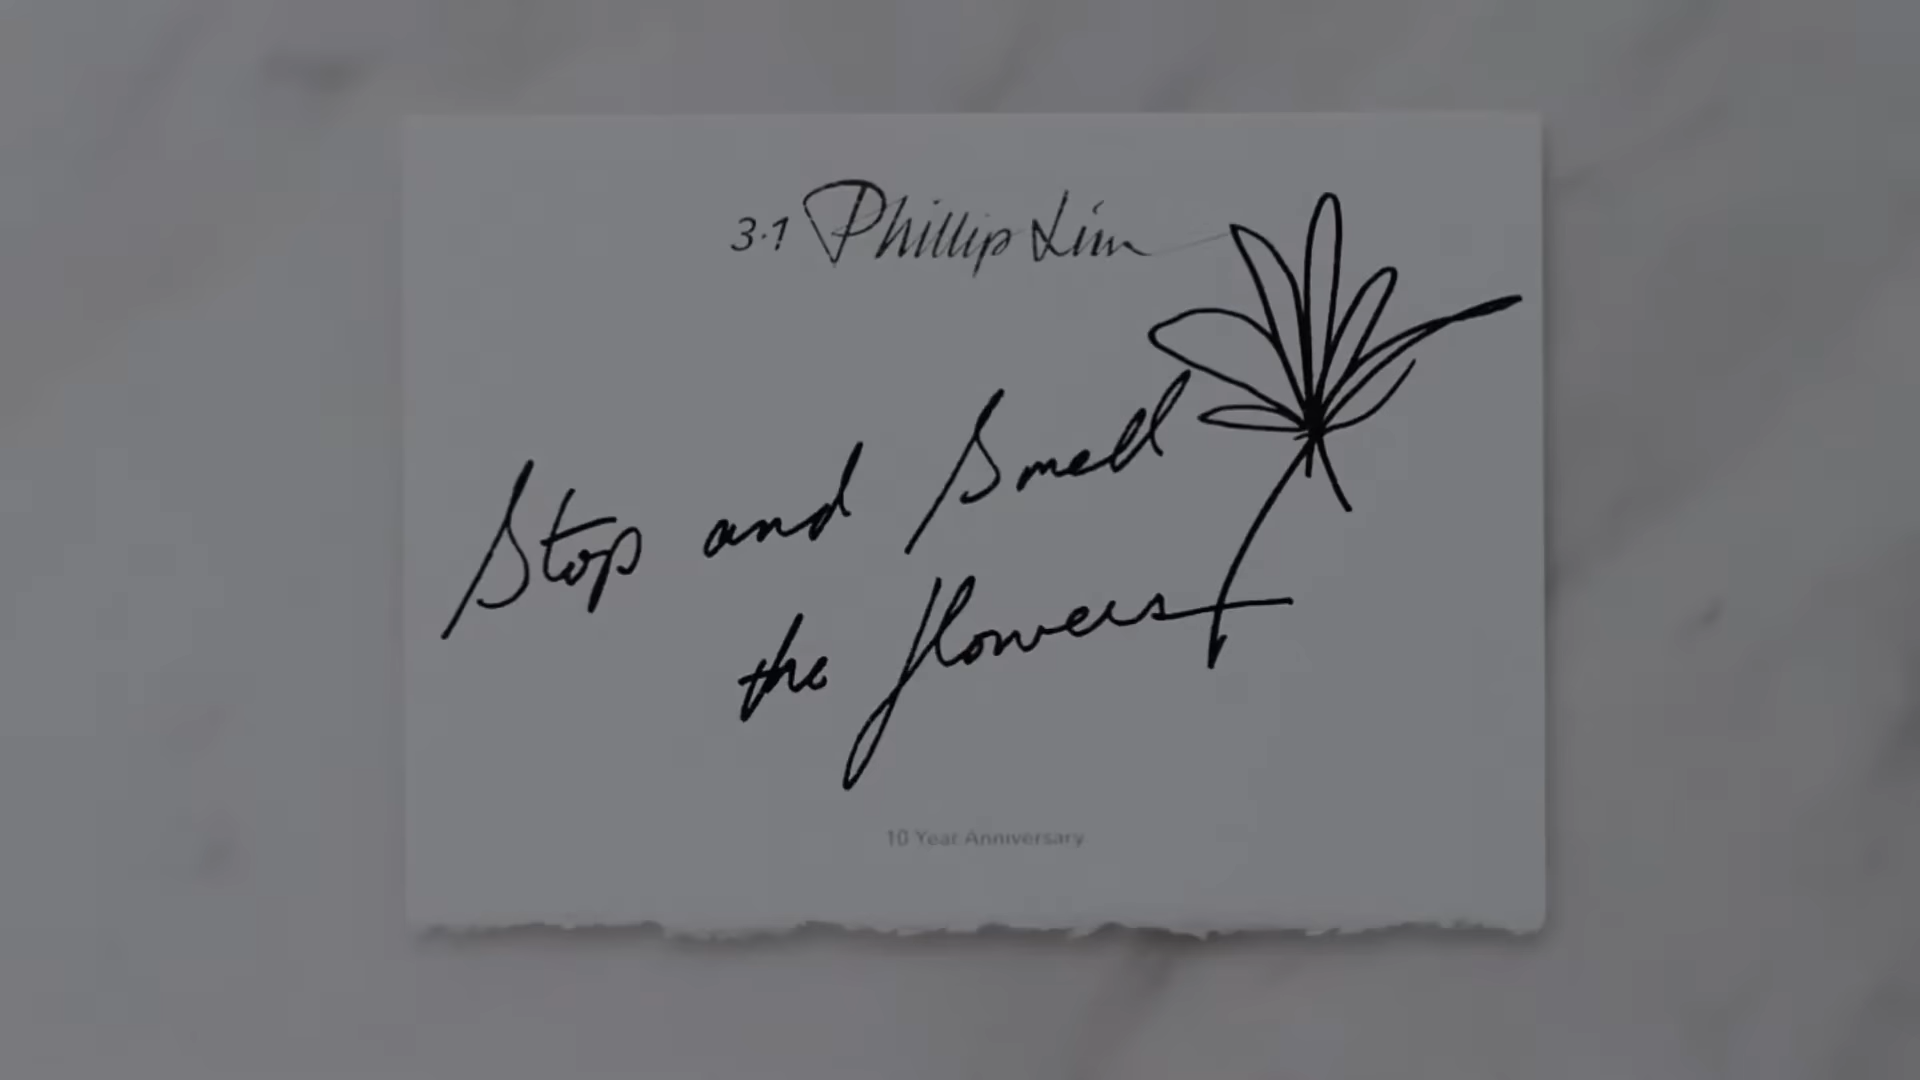 3.1 Phillip Lim
Stop and Smell
the flowers
10 Year Anniversary